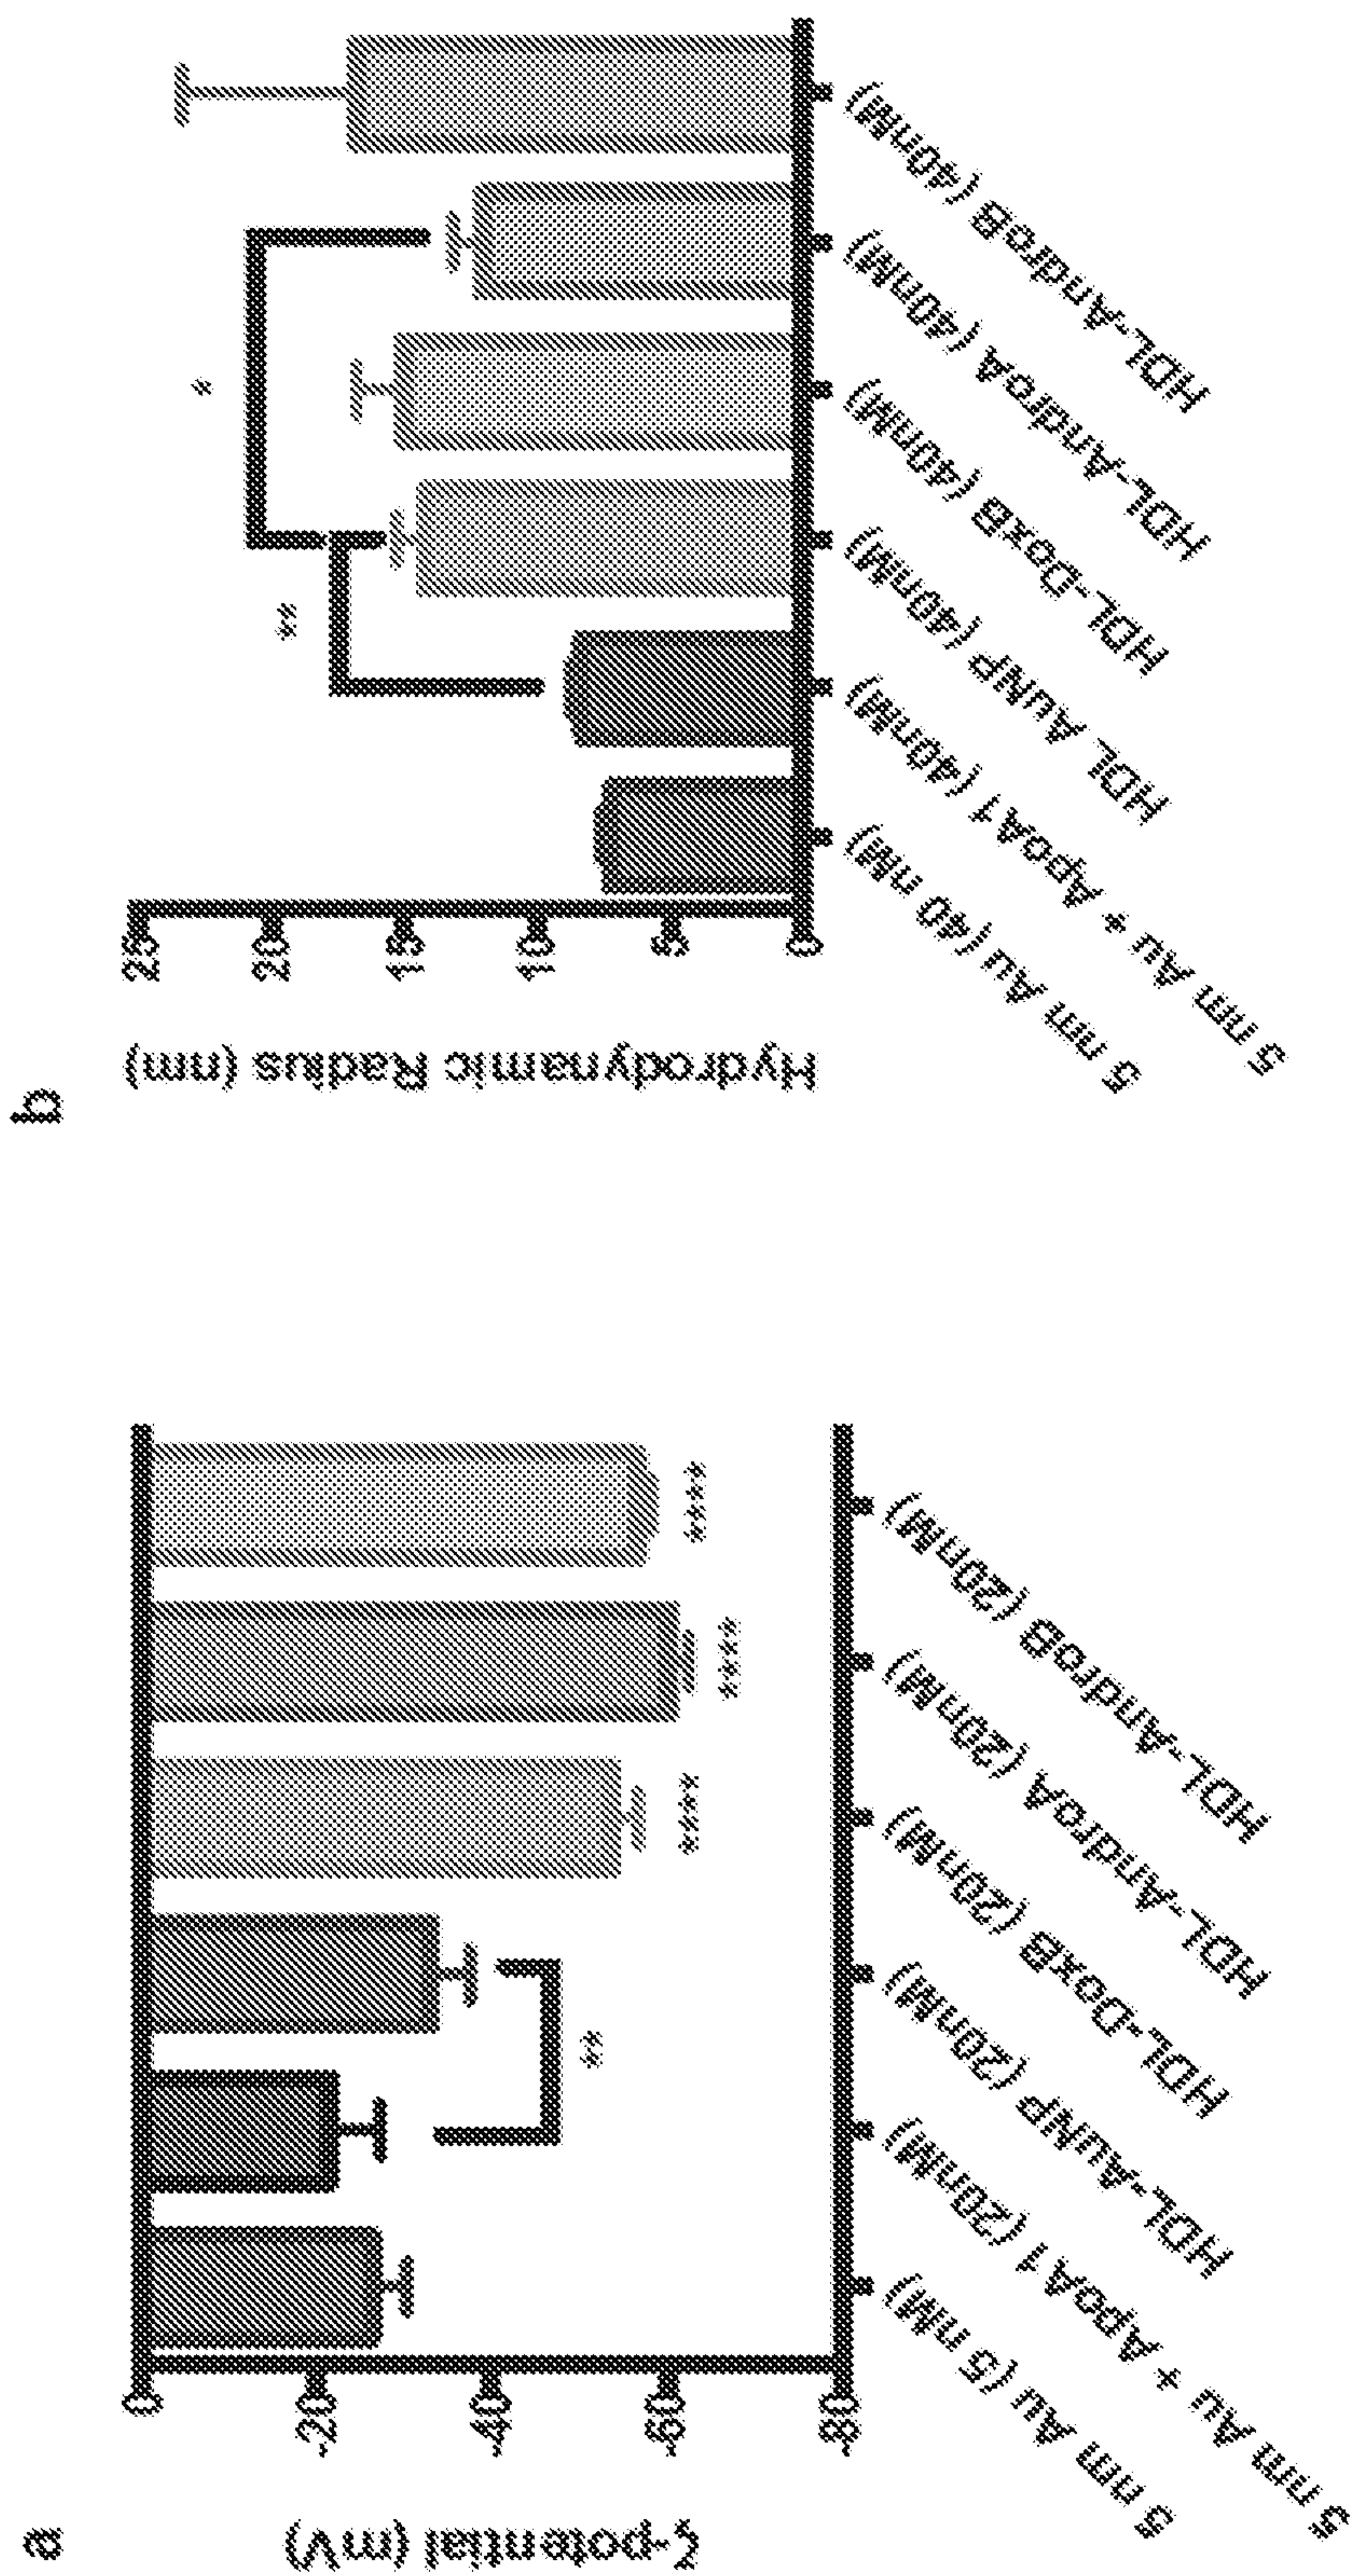 a
ζ-potential (mV)
0
-20
-40
-60
-80
**
****
****
****
5 nm Au (5 nM)
5 nm Au + ApoA1 (20nM)
HDL-AuNP (20nM)
HDL-DoxB (20nM)
HDL-AndroA (20nM)
HDL-AndroB (20nM)
b
Hydrodynamic Radius (nm)
25
20
15
10
5
0
*
**
5 nm Au (40 nM)
5 nm Au + ApoA1 (40nM)
HDL AuNP (40nM)
HDL-DoxB (40nM)
HDL-AndroA (40nM)
HDL-AndroB (40nM)